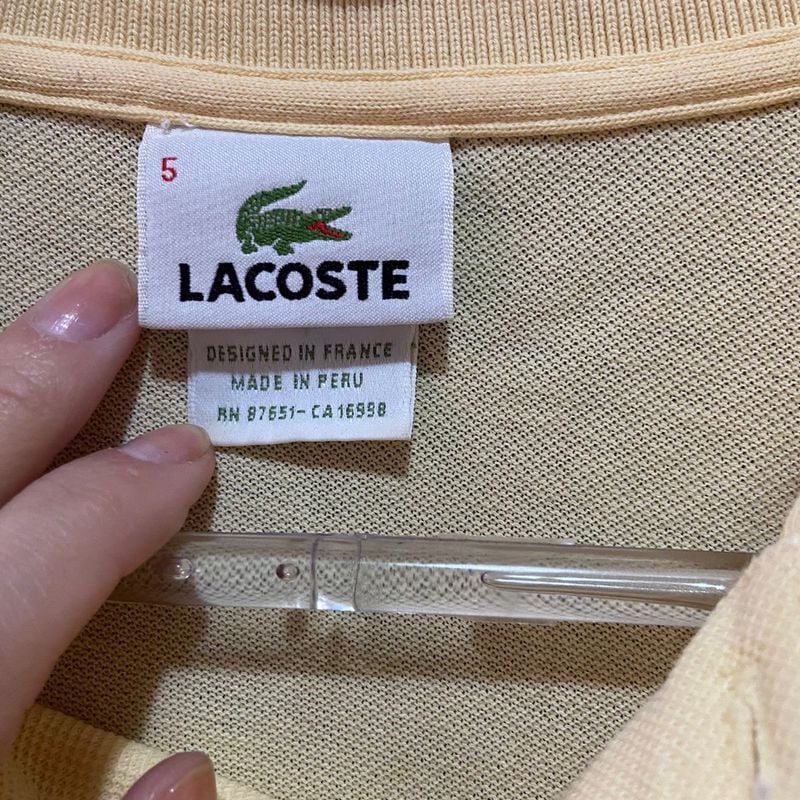 5
LACOSTE
DESIGNED IN FRANCE
MADE IN PERU
RN 87651-CA16998